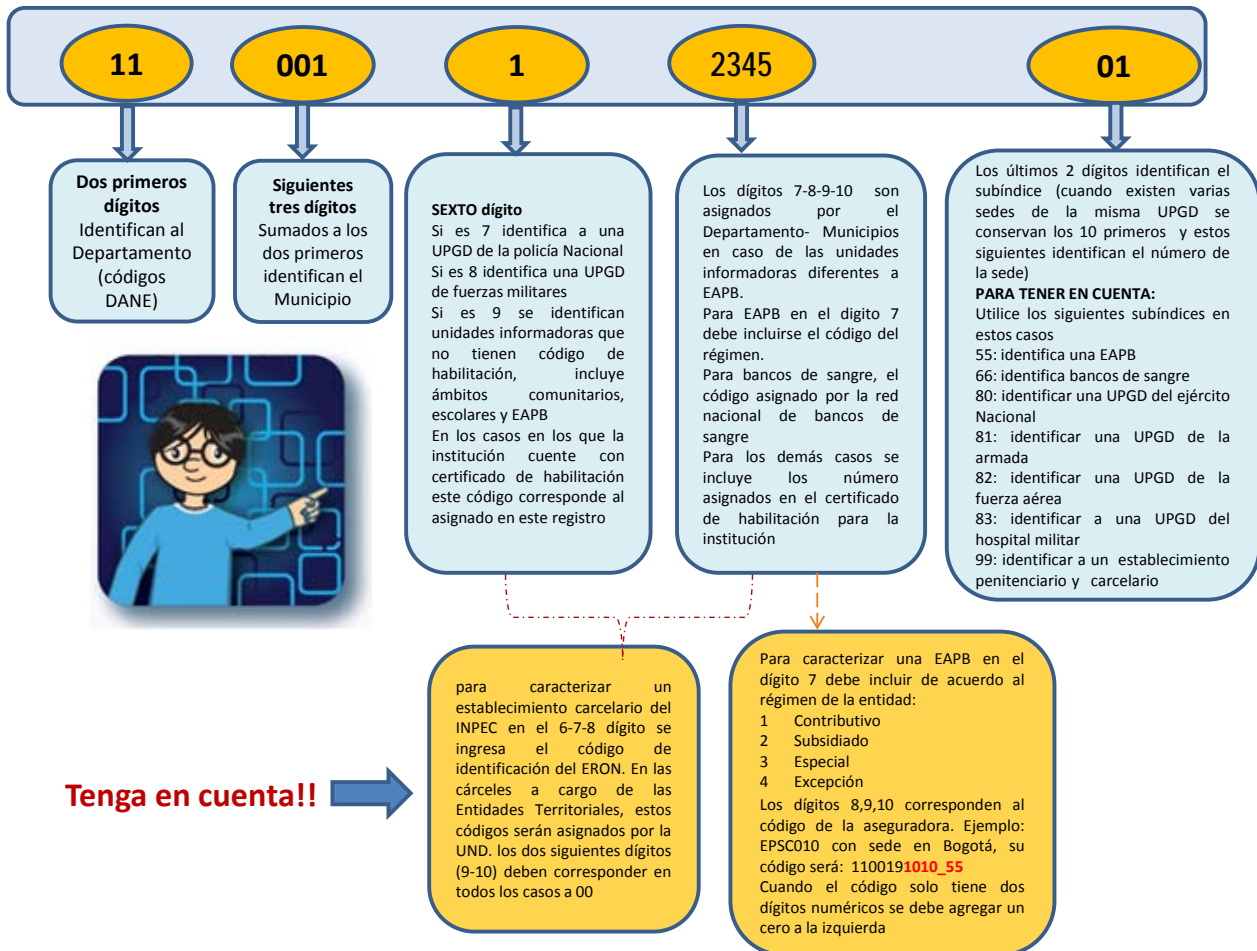 11
001
1
2345
01
Dos primeros
dígitos
Identifican al
Departamento
(códigos
DANE)
Siguientes
tres dígitos
Sumados a los
dos primeros
identifican el
Municipio
SEXTO dígito
Si es 7 identifica a una
UPGD de la policía Nacional
Si es 8 identifica una UPGD
de fuerzas militares
Si es 9 se identifican
unidades informadoras que
no tienen código de
habilitación, incluye
ámbitos comunitarios,
escolares y EAPB
En los casos en los que la
institución cuente con
certificado de habilitación
este código corresponde al
asignado en este registro
Los dígitos 7-8-9-10 son
asignados por el
Departamento- Municipios
en caso de las unidades
informadoras diferentes a
EAPB.
Para EAPB en el digito 7
debe incluirse el código del
régimen.
Para bancos de sangre, el
código asignado por la red
nacional de bancos de
sangre
Para los demás casos se
incluye los número
asignados en el certificado
de habilitación para la
institución
Los últimos 2 dígitos identifican el
subíndice (cuando existen varias
sedes de la misma UPGD se
conservan los 10 primeros y estos
siguientes identifican el número de
la sede)
PARA TENER EN CUENTA:
Utilice los siguientes subíndices en
estos casos
55: identifica una EAPB
66: identifica bancos de sangre
80: identificar una UPGD del ejército
Nacional
81: identificar una UPGD de la
armada
82: identificar una UPGD de la
fuerza aérea
83: identificar a una UPGD del
hospital militar
99: identificar a un establecimiento
penitenciario y carcelario
Tenga en cuenta!!
para caracterizar un
establecimiento carcelario del
INPEC en el 6-7-8 dígito se
ingresa el código de
identificación del ERON. En las
cárceles a cargo de las
Entidades Territoriales, estos
códigos serán asignados por la
UND. los dos siguientes dígitos
(9-10) deben corresponder en
todos los casos a 00
Para caracterizar una EAPB en el
dígito 7 debe incluir de acuerdo al
régimen de la entidad:
1 Contributivo
2 Subsidiado
3 Especial
4 Excepción
Los dígitos 8,9,10 corresponden al
código de la aseguradora. Ejemplo:
EPSC010 con sede en Bogotá, su
código será: 1100191010_55
Cuando el código solo tiene dos
dígitos numéricos se debe agregar un
cero a la izquierda